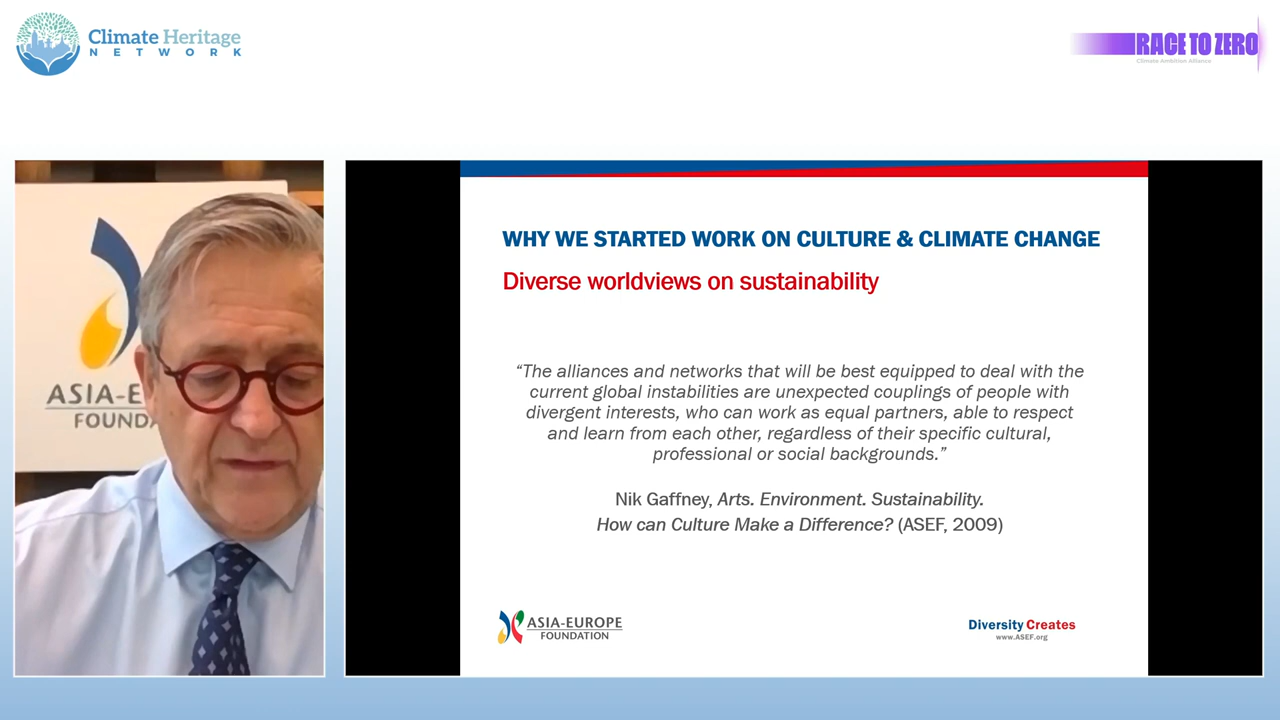 Climate Heritage
NETWORK
RACE TO ZERO
Climate Ambition Alliance
ASIA-E
FOUNDA
WHY WE STARTED WORK ON CULTURE & CLIMATE CHANGE
Diverse worldviews on sustainability
“The alliances and networks that will be best equipped to deal with the
current global instabilities are unexpected couplings of people with
divergent interests, who can work as equal partners, able to respect
and learn from each other, regardless of their specific cultural,
professional or social backgrounds.”
Nik Gaffney, Arts. Environment. Sustainability.
How can Culture Make a Difference? (ASEF, 2009)
ASIA-EUROPE
FOUNDATION
Diversity Creates
www.ASEF.org